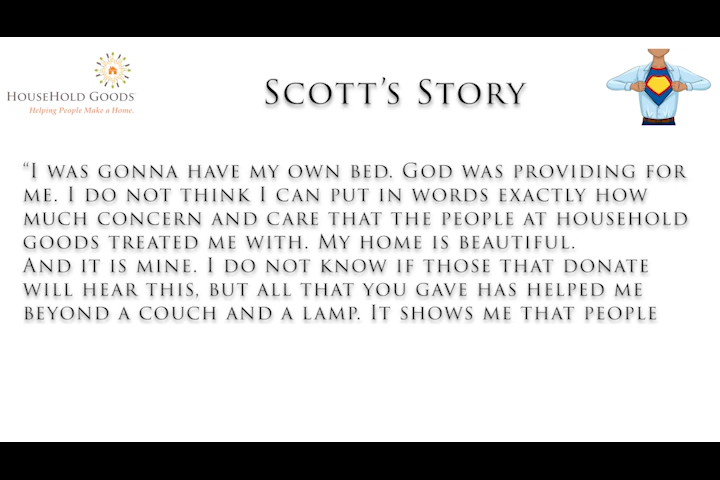 HouseHold Goods
Helping People Make a Home.
Scott's Story
“I was gonna have my own bed. God was providing for
me. I do not think I can put in words exactly how
much concern and care that the people at household
goods treated me with. My home is beautiful.
And it is mine. I do not know if those that donate
will hear this, but all that you gave has helped me
beyond a couch and a lamp. It shows me that people